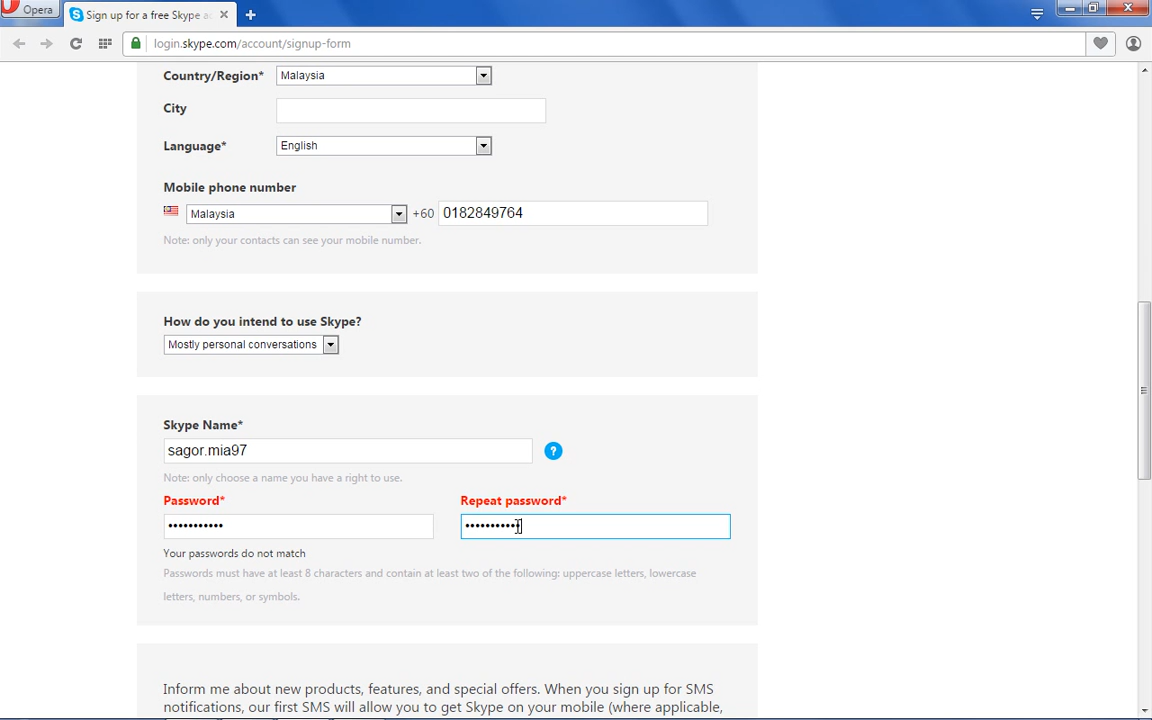 Opera
Sign up for a free Skype a
login.skype.com/account/signup-form
Country/Region* Malaysia
City
Language* English
Mobile phone number
Malaysia +60 0182849764
Note: only your contacts can see your mobile number.
How do you intend to use Skype?
Mostly personal conversations
Skype Name*
sagor.mia97 ?
Note: only choose a name you have a right to use.
Password* Repeat password*
Your passwords do not match
Passwords must have at least 8 characters and contain at least two of the following: uppercase letters, lowercase
letters, numbers, or symbols.
Inform me about new products, features, and special offers. When you sign up for SMS
notifications, our first SMS will allow you to get Skype on your mobile (where applicable,